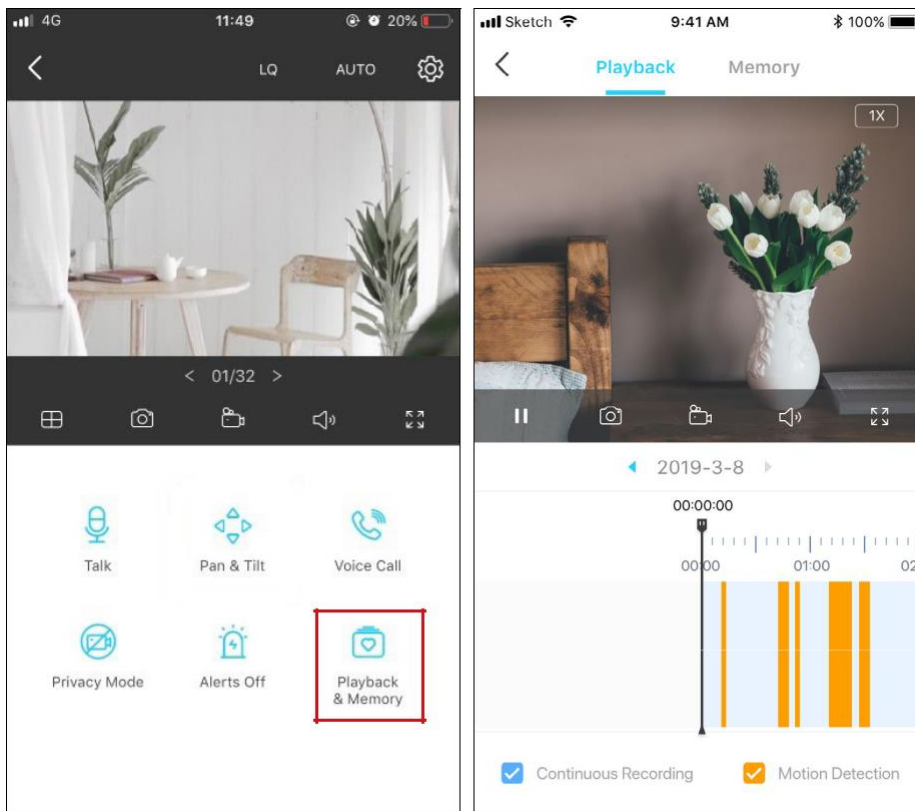 4G 11:49 20%
LQ AUTO
< 01/32 >
Talk Pan & Tilt Voice Call
Privacy Mode Alerts Off Playback
& Memory
Sketch 9:41 AM 100%
Playback Memory
1X
2019-3-8
00:00:00
00:00 01:00 02
Continuous Recording Motion Detection